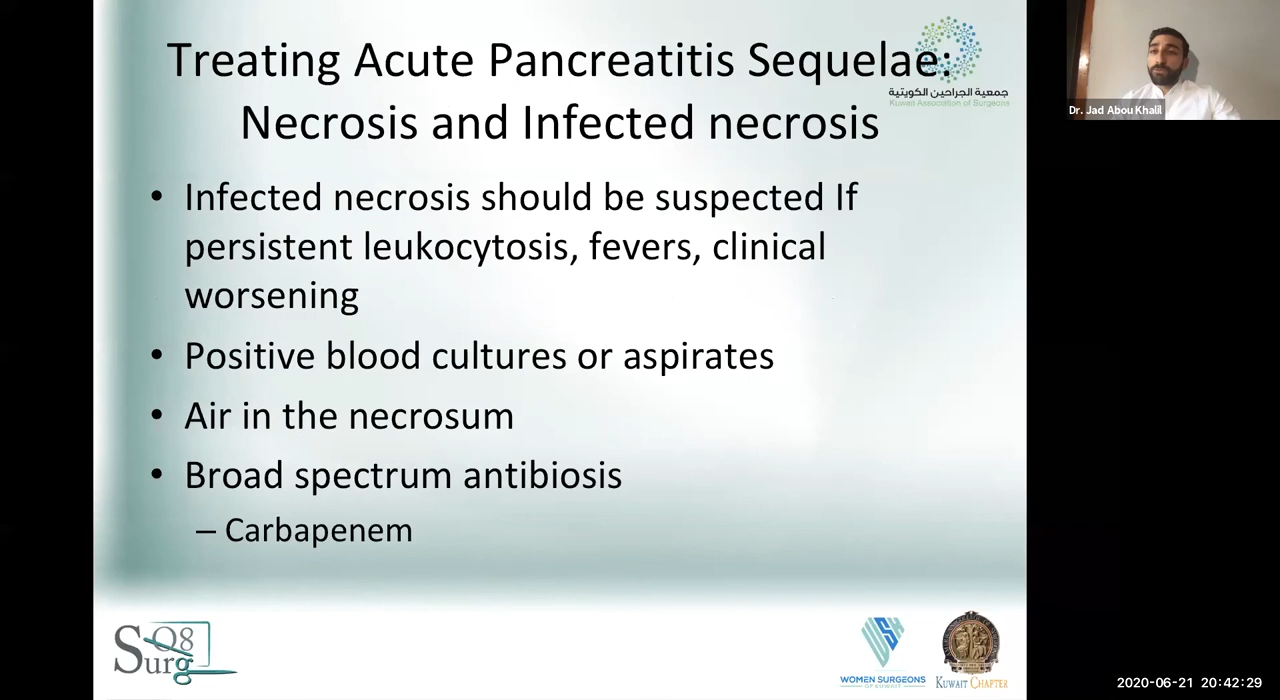 Treating Acute Pancreatitis Sequelae:
Necrosis and Infected necrosis
جمعية الجراحين الكويتية
Kuwait Association of Surgeons
Dr. Jad Abou Khalil
• Infected necrosis should be suspected If
persistent leukocytosis, fevers, clinical
worsening
• Positive blood cultures or aspirates
• Air in the necrosum
• Broad spectrum antibiosis
– Carbapenem
Q8
Surg
WOMEN SURGEONS
OF KUWAIT
KUWAIT CHAPTER
2020-06-21 20:42:29